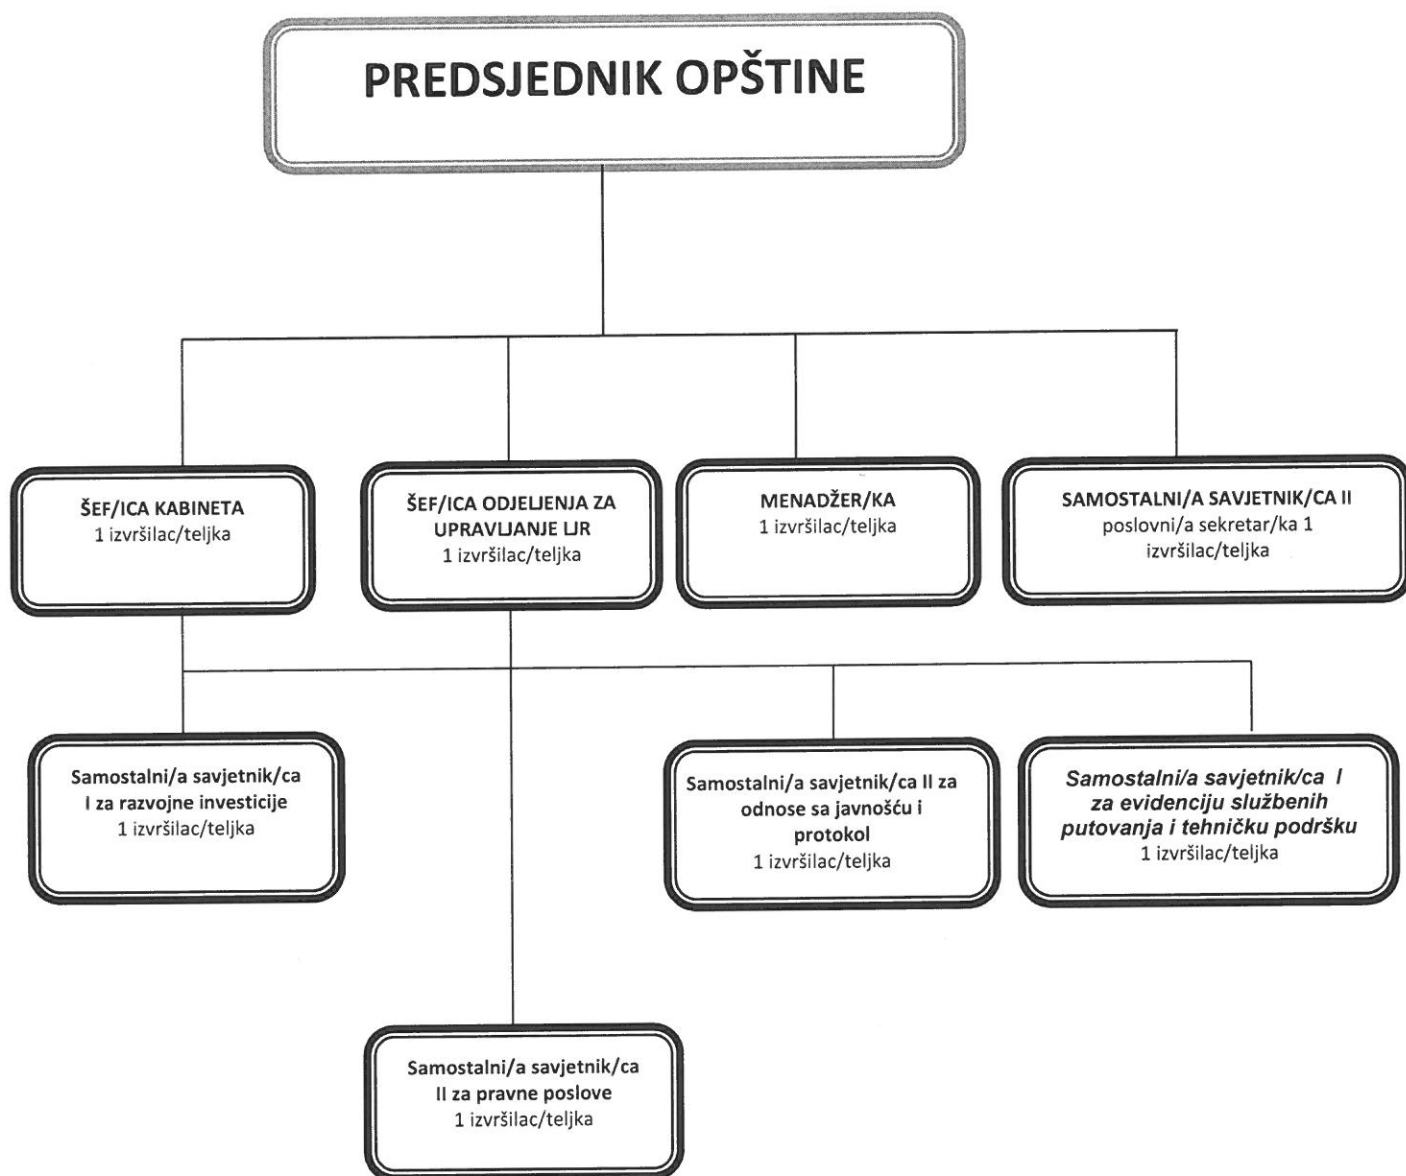 PREDSJEDNIK OPŠTINE
ŠEF/ICA KABINETA
1 izvršilac/teljka
ŠEF/ICA ODJELJENJA ZA
UPRAVLJANJE LJR
1 izvršilac/teljka
MENADŽER/KA
1 izvršilac/teljka
SAMOSTALNI/A SAVJETNIK/CA II
poslovni/a sekretar/ka 1
izvršilac/teljka
Samostalni/a savjetnik/ca
I za razvojne investicije
1 izvršilac/teljka
Samostalni/a savjetnik/ca II za
odnose sa javnošću i
protokol
1 izvršilac/teljka
Samostalni/a savjetnik/ca I
za evidenciju službenih
putovanja i tehničku podršku
1 izvršilac/teljka
Samostalni/a savjetnik/ca
II za pravne poslove
1 izvršilac/teljka